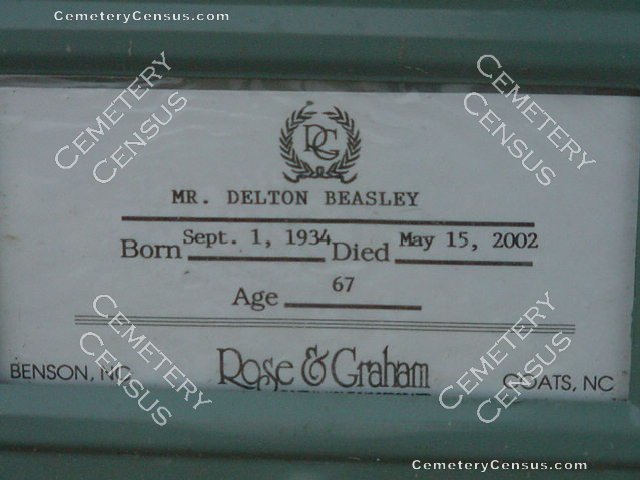 CemeteryCensus.com
CEMETERY CENSUS
CEMETERY CENSUS
RG
MR. DELTON BEASLEY
Born Sept. 1, 1934 Died May 15, 2002
Age 67
CEMETERY CENSUS
CEMETERY CENSUS
Rose & Graham
BENSON, NC
COATS, NC
CemeteryCensus.com